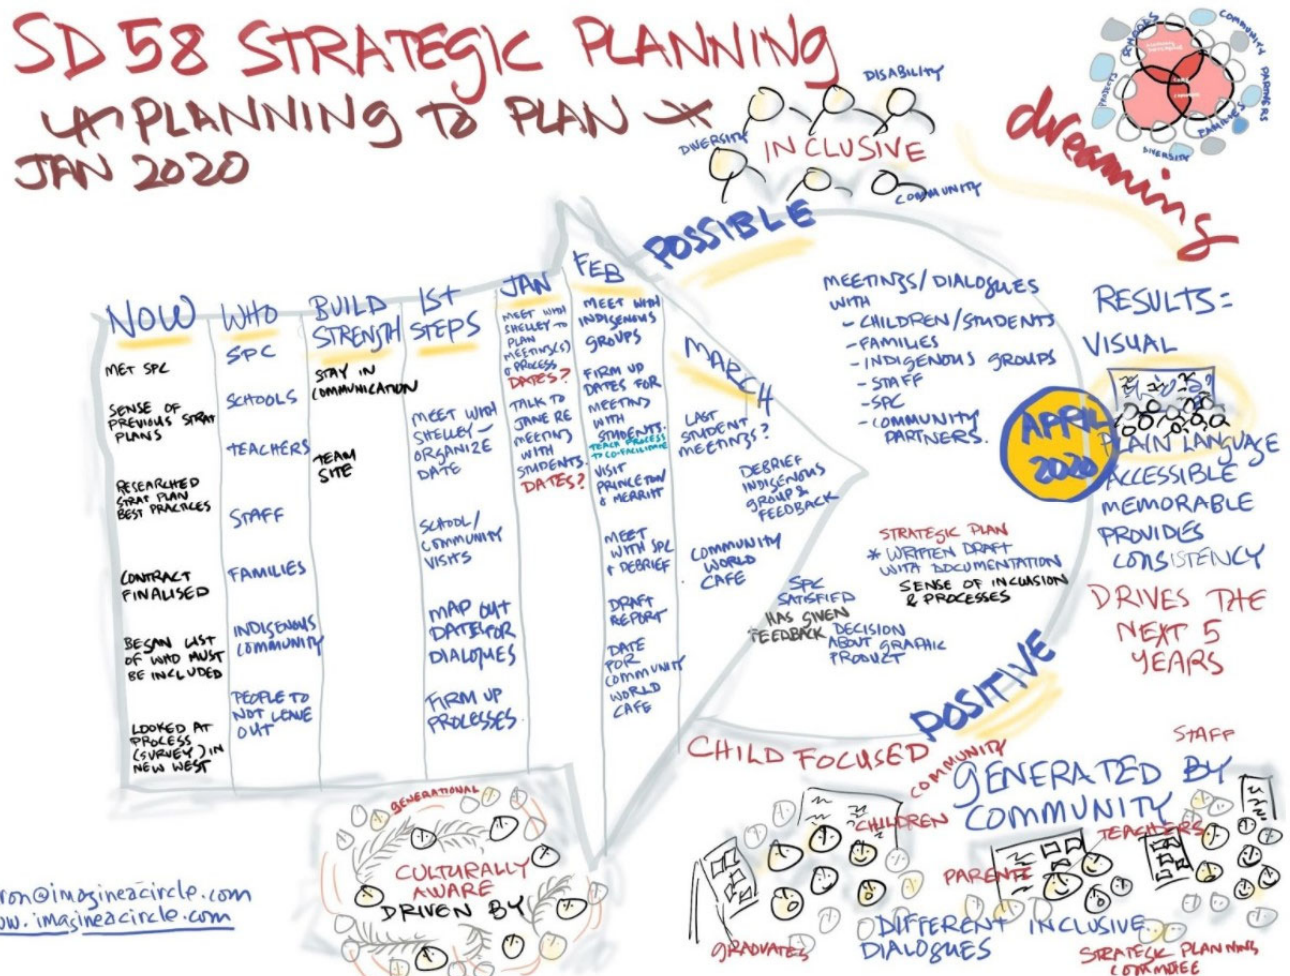 SD 58 STRATEGIC PLANNING
PLANNING TO PLAN
JAN 2020
DISABILITY
DIVERSITY
INCLUSIVE
COMMUNITY
dreaming
COMMUNITY PARTNERS
PROJECTS
FAMILIES
DIVERSITY
POSSIBLE
NOW
MET SPC
SENSE OF
PREVIOUS STRAT
PLANS
RESEARCHED
STRAT PLAN
BEST PRACTICES
CONTRACT
FINALISED
BEGAN LIST
OF WHO MUST
BE INCLUDED
LOOKED AT
PROCESS
(SURVEY) IN
NEW WEST
WHO
SPC
SCHOOLS
TEACHERS
STAFF
FAMILIES
INDIGENOUS
COMMUNITY
PEOPLE TO
NOT LEAVE
OUT
BUILD
STRENGTH
STAY IN
COMMUNICATION
TEAM
SITE
1St
STEPS
MEET WITH
SHELLEY -
ORGANIZE
DATE
SCHOOL/
COMMUNITY
VISITS
MAP OUT
DATE FOR
DIALOGUES
FIRM UP
PROCESSES
JAN
MEET WITH
SHELLEY TO
PLAN
MEETING(S)
& PROCESS
DATES?
TALK TO
JANE RE
MEETING
WITH
STUDENTS.
DATES?
FEB
MEET WITH
INDIGENOUS
GROUPS
FIRM UP
DATES FOR
MEETING
WITH
STUDENTS.
TEACH PROCESS
TO CO-FACILITATE
VISIT
PRINCETON
& MERRITT
MEET
WITH SPC
& DEBRIEF
DRAFT
REPORT
DATE
FOR
COMMUNITY
WORLD
CAFE
MARCH
LAST
STUDENT
MEETINGS?
DEBRIEF
INDIGENOUS
GROUP &
FEEDBACK
COMMUNITY
WORLD
CAFE
MEETINGS/DIALOGUES
WITH
- CHILDREN/STUDENTS
- FAMILIES
- INDIGENOUS GROUPS
- STAFF
- SPC
- COMMUNITY
PARTNERS.
APRIL
2020
STRATEGIC PLAN
* WRITTEN DRAFT
WITH DOCUMENTATION
SENSE OF INCLUSION
& PROCESSES
SPC
SATISFIED
HAS GIVEN
FEEDBACK
DECISION
ABOUT GRAPHIC
PRODUCT
POSITIVE
RESULTS =
VISUAL
PLAIN LANGUAGE
ACCESSIBLE
MEMORABLE
PROVIDES
CONSISTENCY
DRIVES THE
NEXT 5
YEARS
CHILD FOCUSED
COMMUNITY
STAFF
GENERATED BY
COMMUNITY
CHILDREN
TEACHERS
PARENTS
GRADUATES
DIFFERENT INCLUSIVE
DIALOGUES
STRATEGIC PLANNING
COMMITTEE
GENERATIONAL
CULTURALLY
AWARE
DRIVEN BY
ron@imagineacircle.com
ww.imagineacircle.com